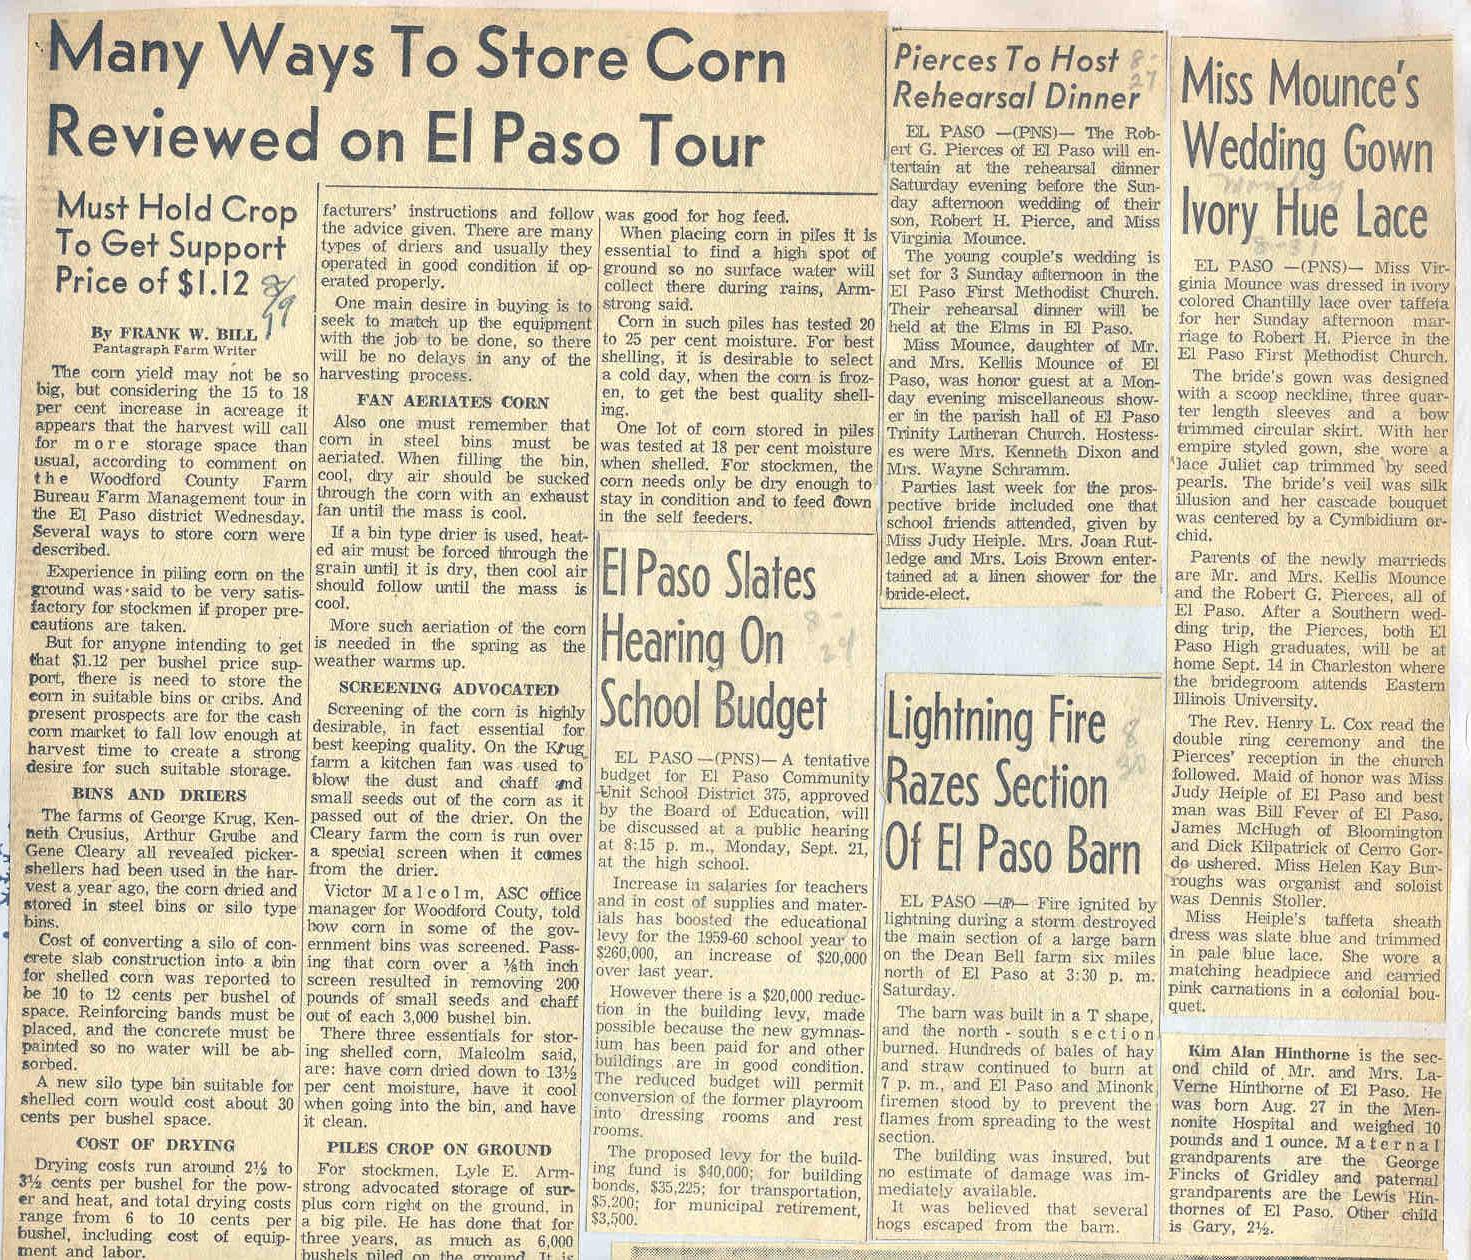 Many Ways To Store Corn
Reviewed on El Paso Tour
Must Hold Crop
To Get Support
Price of $1.12
8/19
By FRANK W. BILL
Pantagraph Farm Writer
The corn yield may not be so
big, but considering the 15 to 18
per cent increase in acreage it
appears that the harvest will call
for more storage space than
usual, according to comment on
the Woodford County Farm
Bureau Farm Management tour in
the El Paso district Wednesday.
Several ways to store corn were
described.
Experience in piling corn on the
ground was said to be very satis-
factory for stockmen if proper pre-
cautions are taken.
But for anypne intending to get
that $1.12 per bushel price sup-
port, there is need to store the
corn in suitable bins or cribs. And
present prospects are for the cash
corn market to fall low enough at
harvest time to create a strong
desire for such suitable storage.
BINS AND DRIERS
The farms of George Krug, Ken-
neth Crusius, Arthur Grube and
Gene Cleary all revealed picker-
shellers had been used in the har-
vest a year ago, the corn dried and
stored in steel bins or silo type
bins.
Cost of converting a silo of con-
crete slab construction into a bin
for shelled corn was reported to
be 10 to 12 cents per bushel of
space. Reinforcing bands must be
placed, and the concrete must be
painted so no water will be ab-
sorbed.
A new silo type bin suitable for
shelled corn would cost about 30
cents per bushel space.
COST OF DRYING
Drying costs run around 2½ to
3½ cents per bushel for the pow-
er and heat, and total drying costs
range from 6 to 10 cents per
bushel, including cost of equip-
ment and labor.
facturers' instructions and follow
the advice given. There are many
types of driers and usually they
operated in good condition if op-
erated properly.
One main desire in buying is to
seek to match up the equipment
with the job to be done, so there
will be no delays in any of the
harvesting process.
FAN AERIATES CORN
Also one must remember that
corn in steel bins must be
aeriated. When filling the bin,
cool, dry air should be sucked
through the corn with an exhaust
fan until the mass is cool.
If a bin type drier is used, heat-
ed air must be forced through the
grain until it is dry, then cool air
should follow until the mass is
cool.
More such aeriation of the corn
is needed in the spring as the
weather warms up.
SCREENING ADVOCATED
Screening of the corn is highly
desirable, in fact essential for
best keeping quality. On the Krug
farm a kitchen fan was used to
blow the dust and chaff and
small seeds out of the corn as it
passed out of the drier. On the
Cleary farm the corn is run over
a special screen when it comes
from the drier.
Victor Malcolm, ASC office
manager for Woodford Couty, told
how corn in some of the gov-
ernment bins was screened. Pass-
ing that corn over a ⅛th inch
screen resulted in removing 200
pounds of small seeds and chaff
out of each 3,000 bushel bin.
There three essentials for stor-
ing shelled corn, Malcolm said,
are: have corn dried down to 13½
per cent moisture, have it cool
when going into the bin, and have
it clean.
PILES CROP ON GROUND
For stockmen, Lyle E. Arm-
strong advocated storage of sur-
plus corn right on the ground, in
a big pile. He has done that for
three years, as much as 6,000
bushels piled on the ground. It is
was good for hog feed.
When placing corn in piles it is
essential to find a high spot of
ground so no surface water will
collect there during rains, Arm-
strong said.
Corn in such piles has tested 20
to 25 per cent moisture. For best
shelling, it is desirable to select
a cold day, when the corn is froz-
en, to get the best quality shell-
ing.
One lot of corn stored in piles
was tested at 18 per cent moisture
when shelled. For stockmen, the
corn needs only be dry enough to
stay in condition and to feed down
in the self feeders.
El Paso Slates
Hearing On
School Budget
8-24
EL PASO —(PNS)— A tentative
budget for El Paso Community
Unit School District 375, approved
by the Board of Education, will
be discussed at a public hearing
at 8:15 p. m., Monday, Sept. 21,
at the high school.
Increase in salaries for teachers
and in cost of supplies and mater-
ials has boosted the educational
levy for the 1959-60 school year to
$260,000, an increase of $20,000
over last year.
However there is a $20,000 reduc-
tion in the building levy, made
possible because the new gymnas-
ium has been paid for and other
buildings are in good condition.
The reduced budget will permit
conversion of the former playroom
into dressing rooms and rest
rooms.
The proposed levy for the build-
ing fund is $40,000; for building
bonds, $35,225; for transportation,
$5,200; for municipal retirement,
$3,500.
Pierces To Host
Rehearsal Dinner
8-27
EL PASO —(PNS)— The Rob-
ert G. Pierces of El Paso will en-
tertain at the rehearsal dinner
Saturday evening before the Sun-
day afternoon wedding of their
son, Robert H. Pierce, and Miss
Virginia Mounce.
The young couple's wedding is
set for 3 Sunday afternoon in the
El Paso First Methodist Church.
Their rehearsal dinner will be
held at the Elms in El Paso.
Miss Mounce, daughter of Mr.
and Mrs. Kellis Mounce of El
Paso, was honor guest at a Mon-
day evening miscellaneous show-
er in the parish hall of El Paso
Trinity Lutheran Church. Hostess-
es were Mrs. Kenneth Dixon and
Mrs. Wayne Schramm.
Parties last week for the pros-
pective bride included one that
school friends attended, given by
Miss Judy Heiple. Mrs. Joan Rut-
ledge and Mrs. Lois Brown enter-
tained at a linen shower for the
bride-elect.
Lightning Fire
Razes Section
Of El Paso Barn
8
30
EL PASO —(AP)— Fire ignited by
lightning during a storm destroyed
the main section of a large barn
on the Dean Bell farm six miles
north of El Paso at 3:30 p. m.
Saturday.
The barn was built in a T shape,
and the north - south section
burned. Hundreds of bales of hay
and straw continued to burn at
7 p. m., and El Paso and Minonk
firemen stood by to prevent the
flames from spreading to the west
section.
The building was insured, but
no estimate of damage was im-
mediately available.
It was believed that several
hogs escaped from the barn.
Miss Mounce's
Wedding Gown
Ivory Hue Lace
Monday
8-31
EL PASO —(PNS)— Miss Vir-
ginia Mounce was dressed in ivory
colored Chantilly lace over taffeta
for her Sunday afternoon mar-
riage to Robert H. Pierce in the
El Paso First Methodist Church.
The bride's gown was designed
with a scoop neckline, three quar-
ter length sleeves and a bow
trimmed circular skirt. With her
empire styled gown, she wore a
lace Juliet cap trimmed by seed
pearls. The bride's veil was silk
illusion and her cascade bouquet
was centered by a Cymbidium or-
chid.
Parents of the newly marrieds
are Mr. and Mrs. Kellis Mounce
and the Robert G. Pierces, all of
El Paso. After a Southern wed-
ding trip, the Pierces, both El
Paso High graduates, will be at
home Sept. 14 in Charleston where
the bridegroom attends Eastern
Illinois University.
The Rev. Henry L. Cox read the
double ring ceremony and the
Pierces' reception in the church
followed. Maid of honor was Miss
Judy Heiple of El Paso and best
man was Bill Fever of El Paso.
James McHugh of Bloomington
and Dick Kilpatrick of Cerro Gor-
do ushered. Miss Helen Kay Bur-
roughs was organist and soloist
was Dennis Stoller.
Miss Heiple's taffeta sheath
dress was slate blue and trimmed
in pale blue lace. She wore a
matching headpiece and carried
pink carnations in a colonial bou-
quet.
Kim Alan Hinthorne is the sec-
ond child of Mr. and Mrs. La-
Verne Hinthorne of El Paso. He
was born Aug. 27 in the Men-
nonite Hospital and weighed 10
pounds and 1 ounce. Maternal
grandparents are the George
Fincks of Gridley and paternal
grandparents are the Lewis Hin-
thornes of El Paso. Other child
is Gary, 2½.